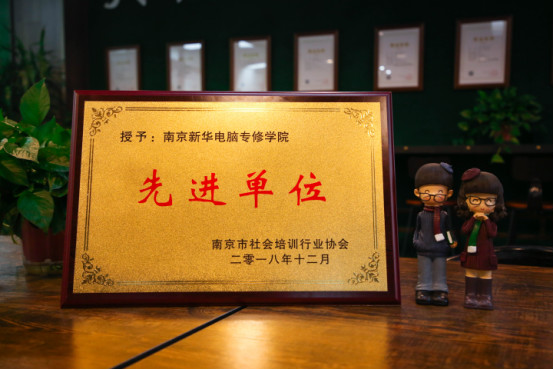 授予：南京新华电脑专修学院
先进单位
南京市社会培训行业协会
二零一八年十二月